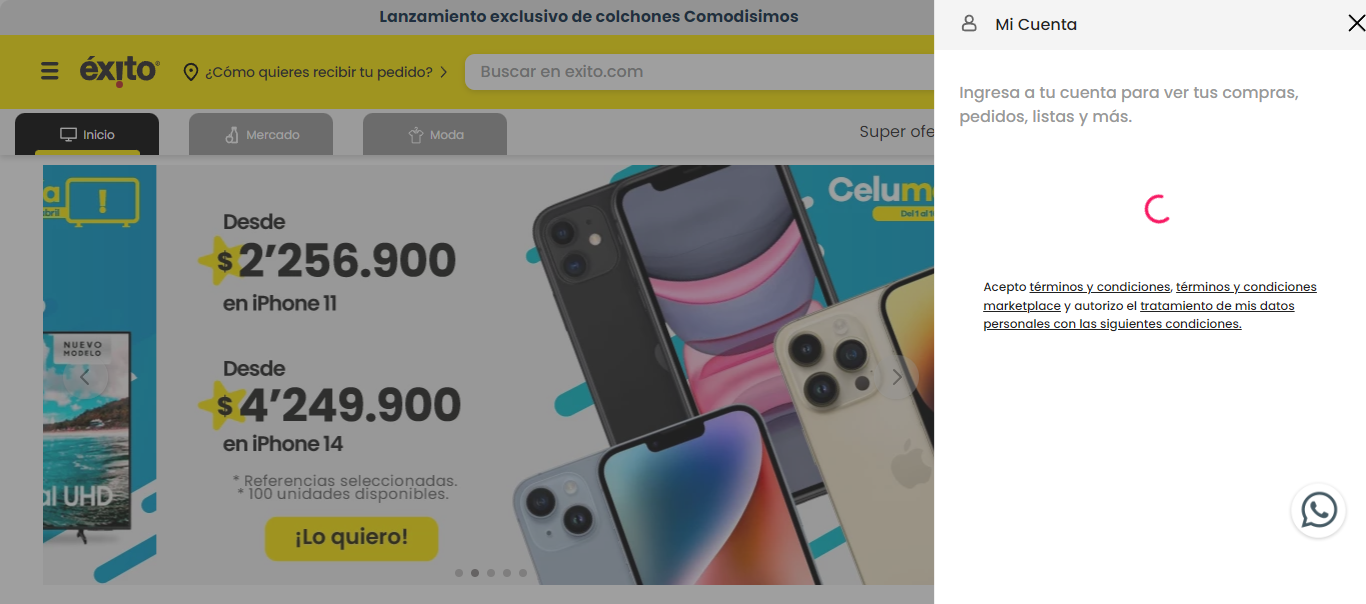 Lanzamiento exclusivo de colchones Comodisimos
Mi Cuenta
éxito
¿Cómo quieres recibir tu pedido?
Buscar en exito.com
Ingresa a tu cuenta para ver tus compras,
pedidos, listas y más.
Inicio
Mercado
Moda
Super ofe
a
bril
!
Desde
$2'256.900
en iPhone 11
Celum
Del 1 al 1
Desde
$4'249.900
en iPhone 14
* Referencias seleccionadas.
* 100 unidades disponibles.
¡Lo quiero!
NUEVO
MODELO
al UHD
Acepto términos y condiciones, términos y condiciones
marketplace y autorizo el tratamiento de mis datos
personales con las siguientes condiciones.